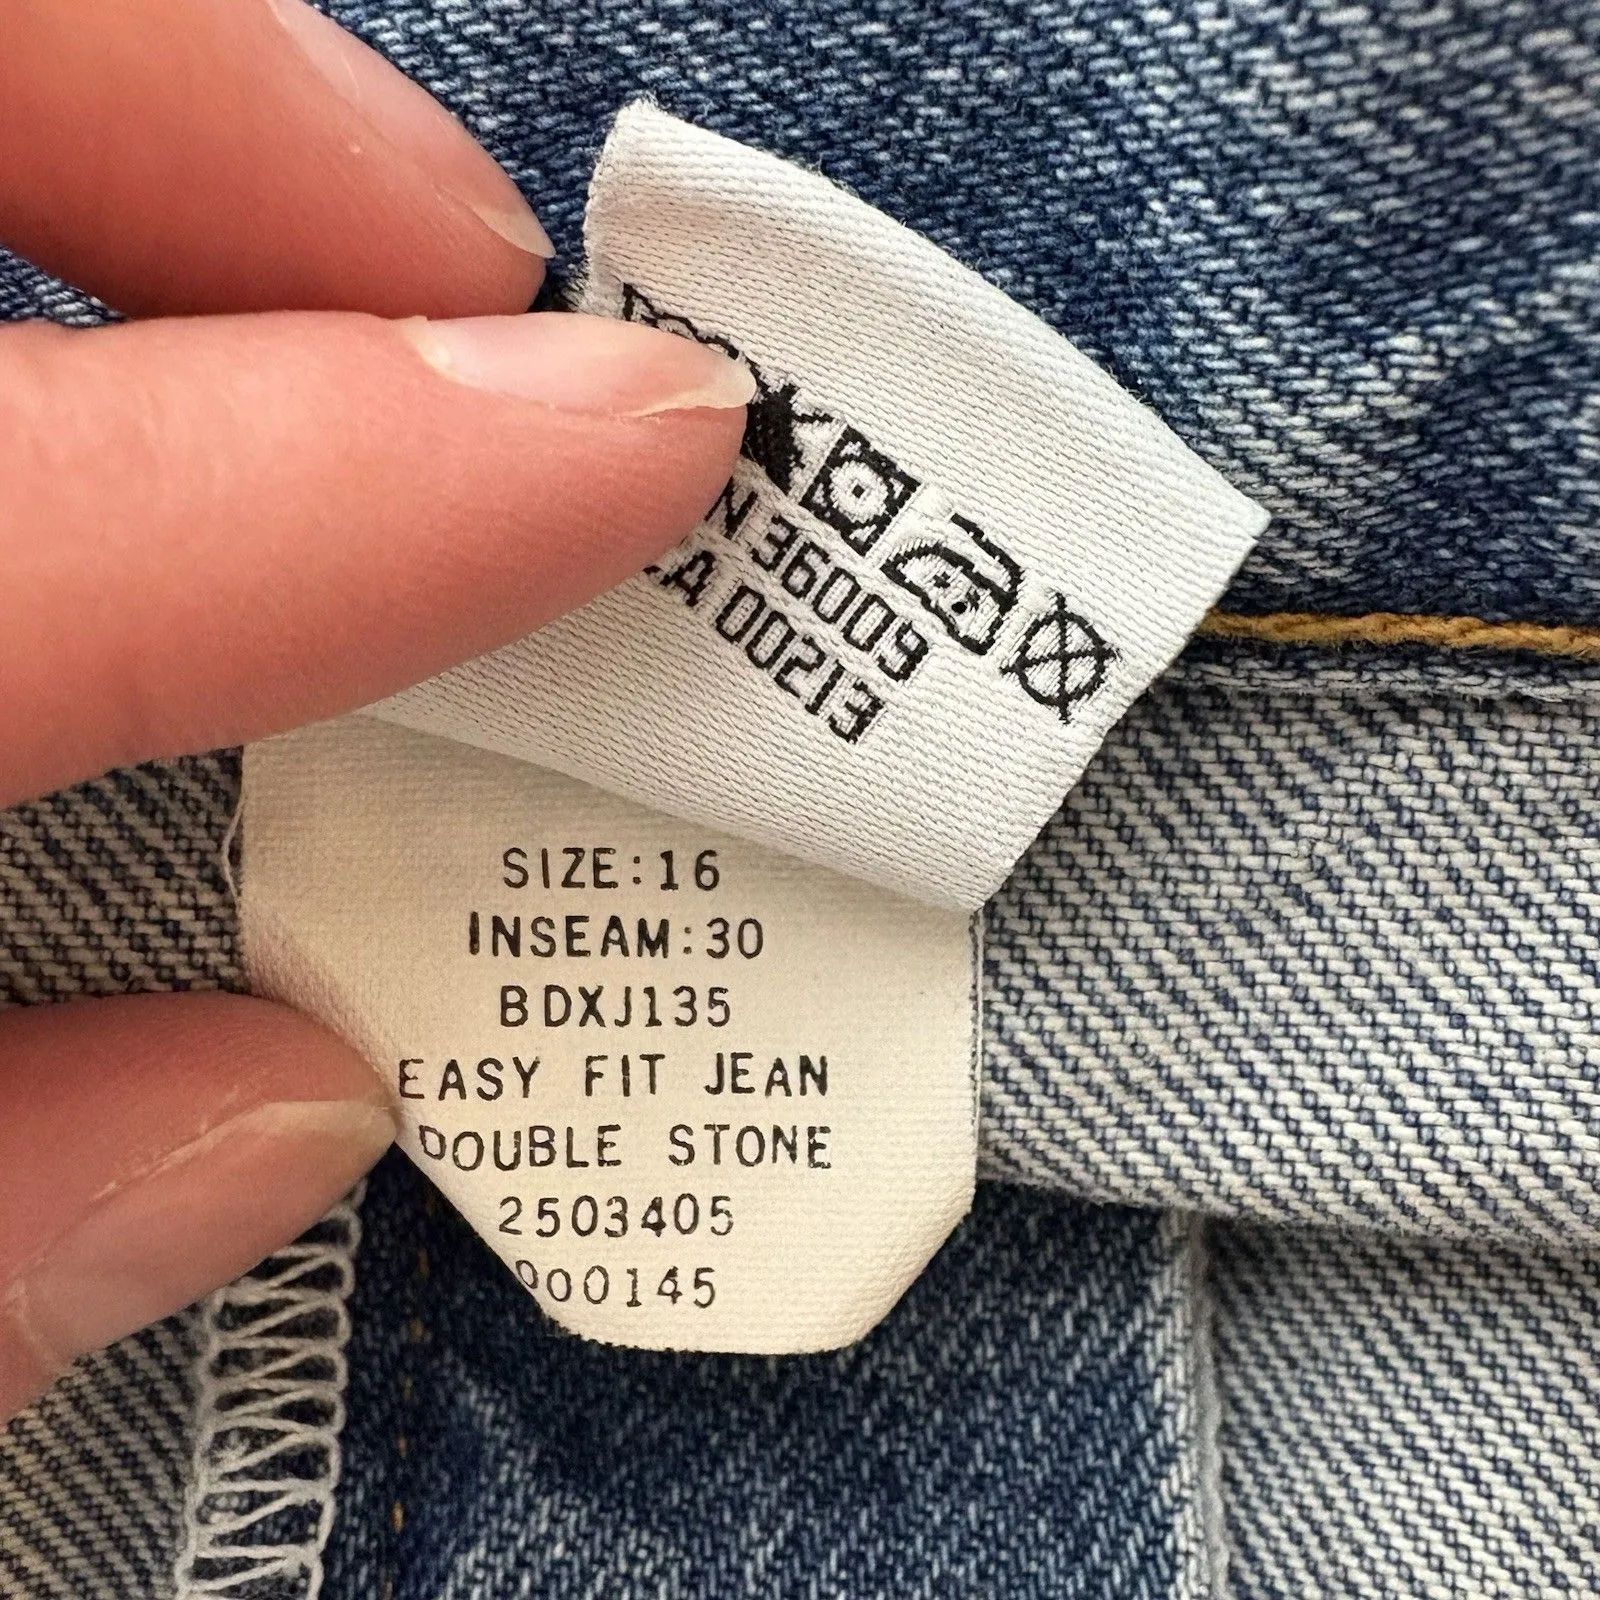 N 36009
A 00213
SIZE:16
INSEAM:30
BDXJ135
EASY FIT JEAN
DOUBLE STONE
2503405
000145